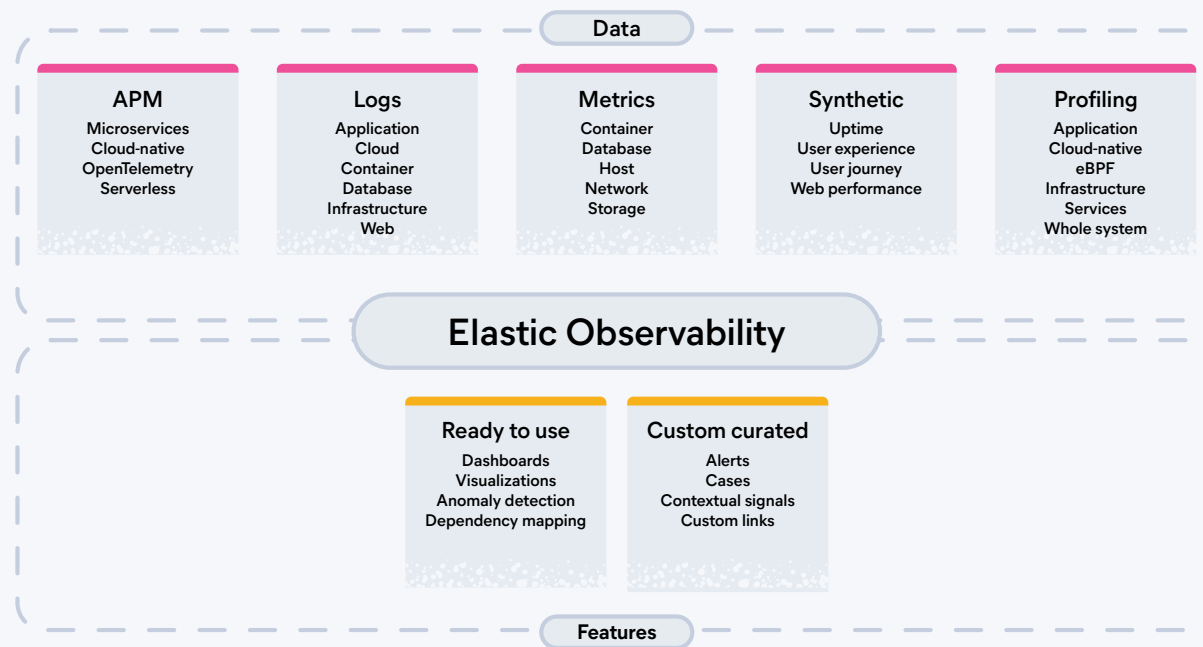 Data
APM
Microservices
Cloud-native
OpenTelemetry
Serverless
Logs
Application
Cloud
Container
Database
Infrastructure
Web
Metrics
Container
Database
Host
Network
Storage
Synthetic
Uptime
User experience
User journey
Web performance
Profiling
Application
Cloud-native
eBPF
Infrastructure
Services
Whole system
Elastic Observability
Ready to use
Dashboards
Visualizations
Anomaly detection
Dependency mapping
Custom curated
Alerts
Cases
Contextual signals
Custom links
Features